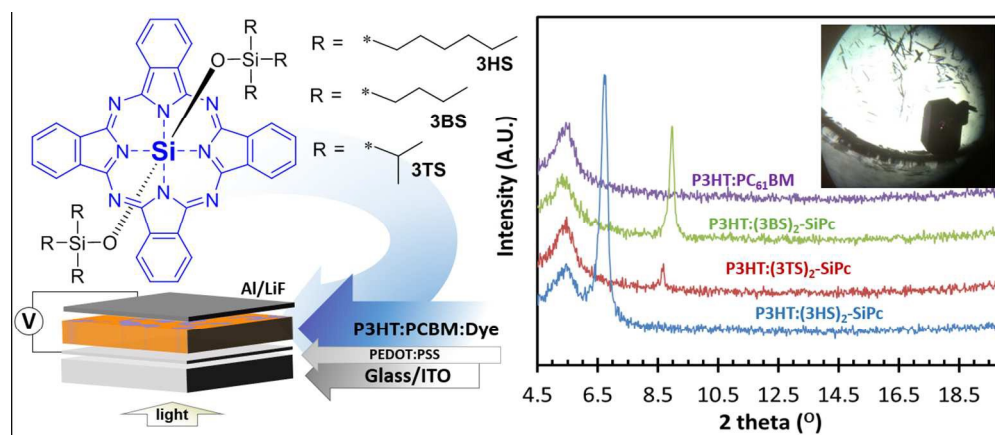 R
R
Si
R
O
R = * 3HS
R = * 3BS
R = * 3TS
N
N
N
N
N
Si
N
N
N
O
R
Si
R
R
Al/LiF
V
P3HT:PCBM:Dye
PEDOT:PSS
Glass/ITO
light
Intensity (A.U.)
P3HT:PC61BM
P3HT:(3BS)2-SiPc
P3HT:(3TS)2-SiPc
P3HT:(3HS)2-SiPc
4.5 6.5 8.5 10.5 12.5 14.5 16.5 18.5
2 theta (O)